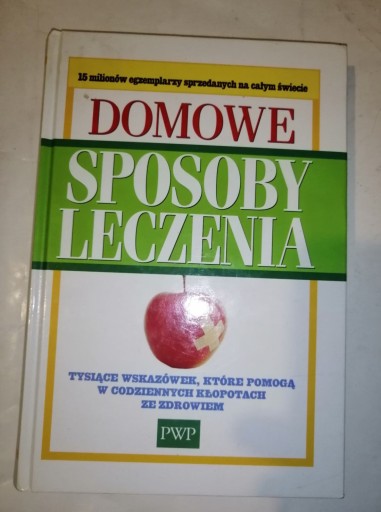 15 milionów egzemplarzy sprzedanych na całym świecie
DOMOWE
SPOSOBY
LECZENIA
TYSIĄCE WSKAZÓWEK, KTÓRE POMOGĄ
W CODZIENNYCH KŁOPOTACH
ZE ZDROWIEM
PWP